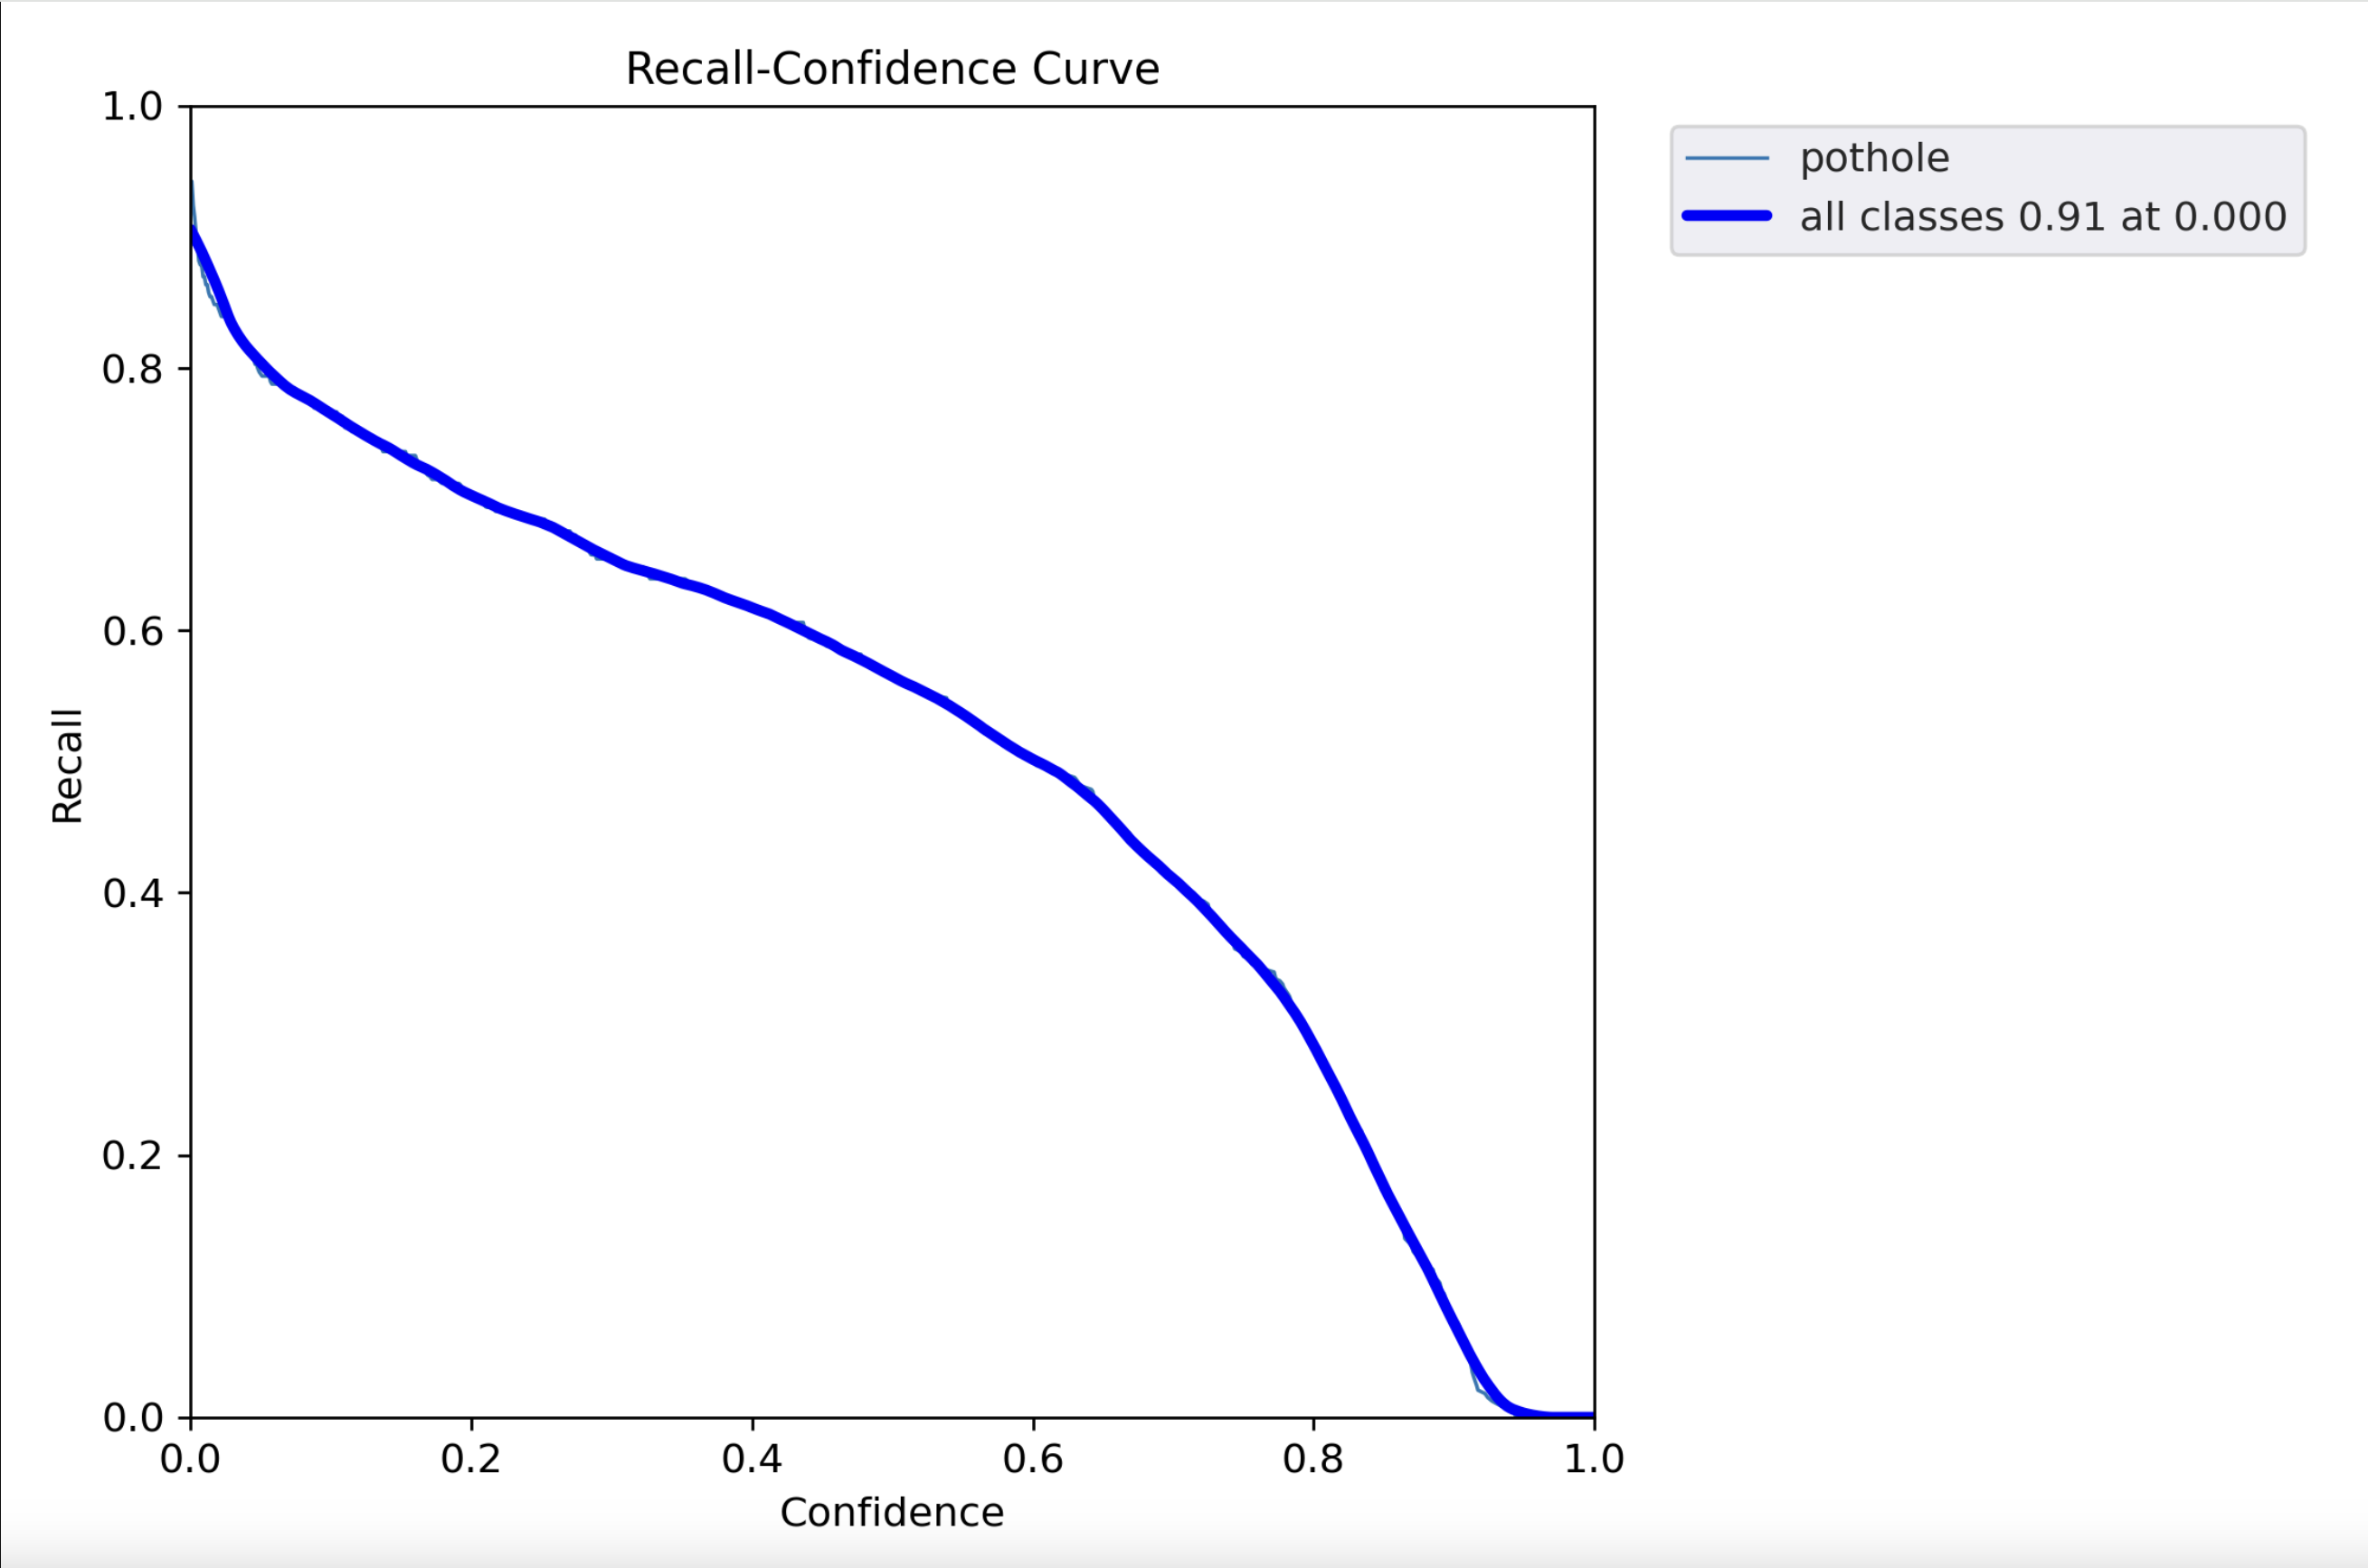 Recall-Confidence Curve
1.0
0.8
0.6
0.4
0.2
0.0
Recall
0.0 0.2 0.4 0.6 0.8 1.0
Confidence
pothole
all classes 0.91 at 0.000